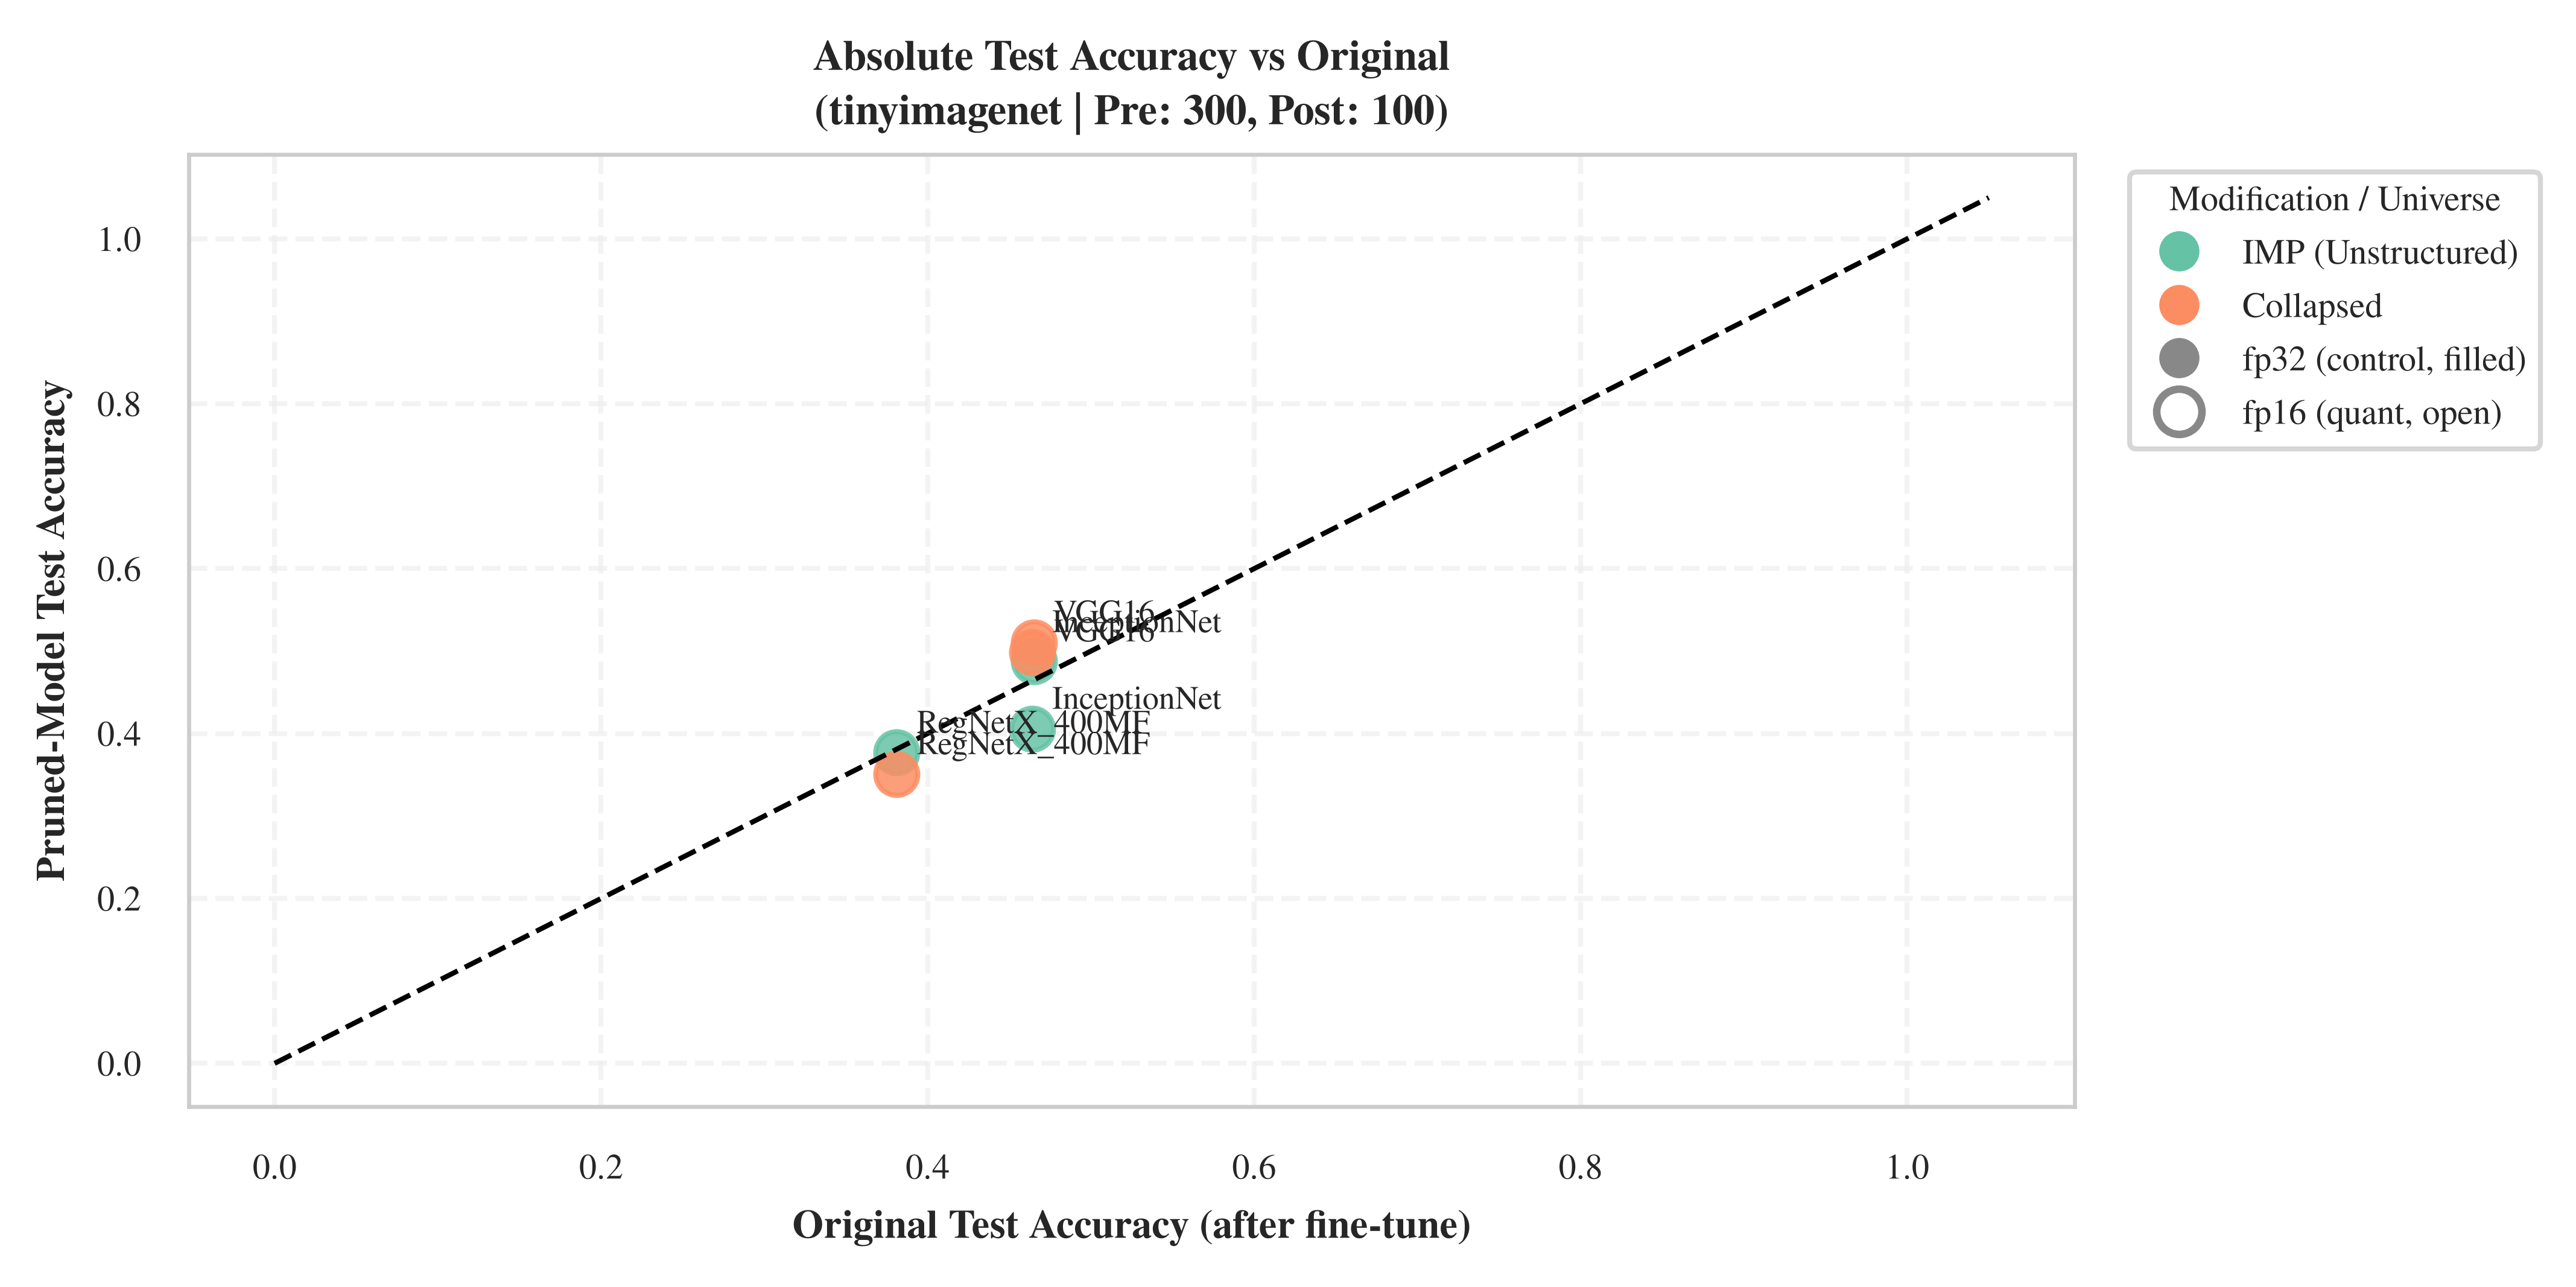 Absolute Test Accuracy vs Original
(tinyimagenet | Pre: 300, Post: 100)
Pruned-Model Test Accuracy
1.0
0.8
0.6
0.4
0.2
0.0
VGG16
InceptionNet
VGG16
InceptionNet
RegNetX_400MF
RegNetX_400MF
0.0 0.2 0.4 0.6 0.8 1.0
Original Test Accuracy (after fine-tune)
Modification / Universe
IMP (Unstructured)
Collapsed
fp32 (control, filled)
fp16 (quant, open)